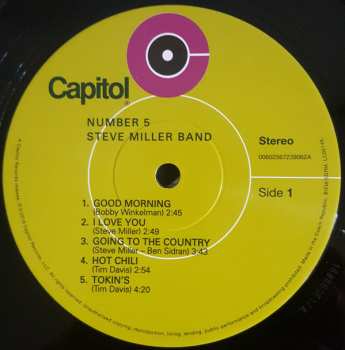 Capitol
NUMBER 5
STEVE MILLER BAND
Stereo
00602567239062A
Side 1
1. GOOD MORNING
(Bobby Winkelman) 2:45
2. I LOVE YOU
(Steve Miller) 2:49
3. GOING TO THE COUNTRY
(Steve Miller – Ben Sidran) 3:43
4. HOT CHILI
(Tim Davis) 2:54
5. TOKIN'S
(Tim Davis) 4:20